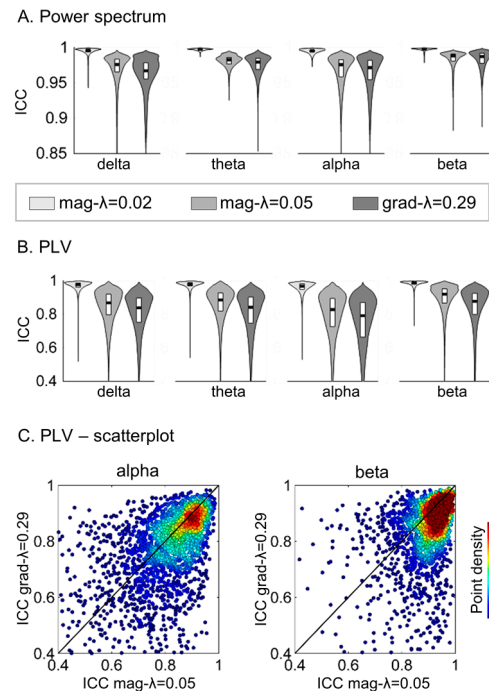 A. Power spectrum
ICC
1
0.95
0.9
0.85
delta theta alpha beta
mag-λ=0.02 mag-λ=0.05 grad-λ=0.29
B. PLV
ICC
1
0.8
0.6
0.4
delta theta alpha beta
C. PLV – scatterplot
alpha beta
ICC grad-λ=0.29
1
0.8
0.6
0.4
0.4 0.6 0.8 1
ICC mag-λ=0.05
ICC grad-λ=0.29
1
0.8
0.6
0.4
0.4 0.6 0.8 1
ICC mag-λ=0.05
Point density